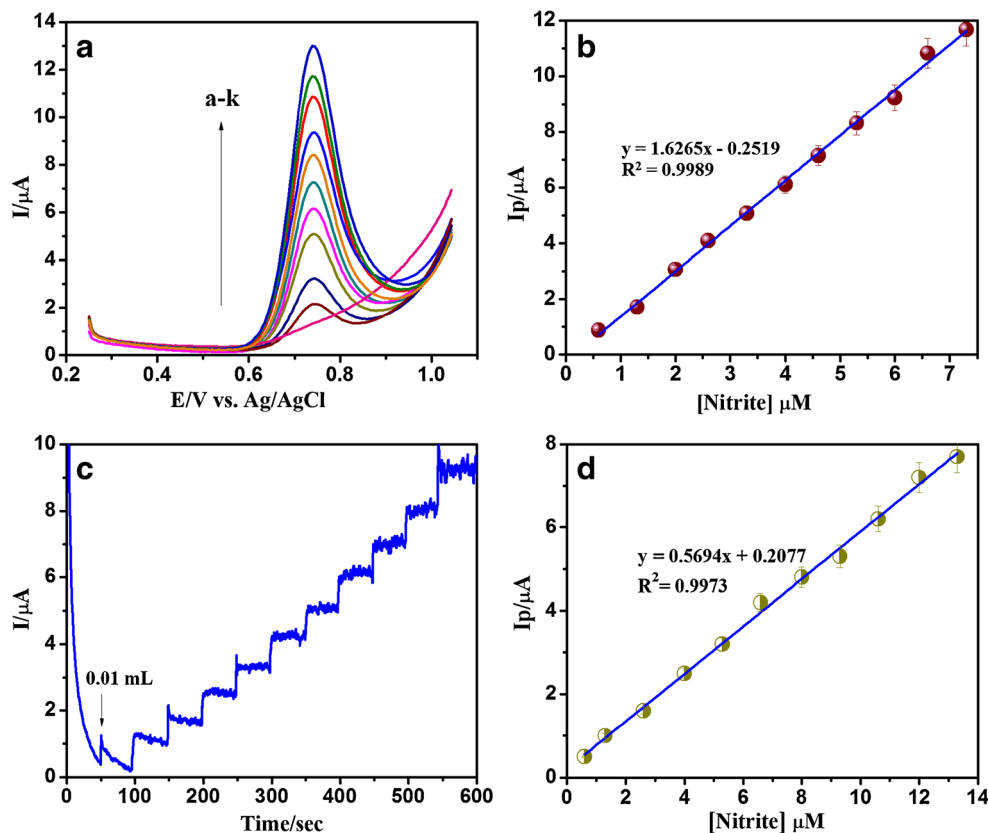 a
a-k
I/μA
14
12
10
8
6
4
2
0
0.2 0.4 0.6 0.8 1.0
E/V vs. Ag/AgCl
b
y = 1.6265x - 0.2519
R² = 0.9989
Ip/μA
12
10
8
6
4
2
0
0 1 2 3 4 5 6 7
[Nitrite] μM
c
0.01 mL
I/μA
10
8
6
4
2
0
0 100 200 300 400 500 600
Time/sec
d
y = 0.5694x + 0.2077
R² = 0.9973
Ip/μA
8
6
4
2
0
0 2 4 6 8 10 12 14
[Nitrite] μM